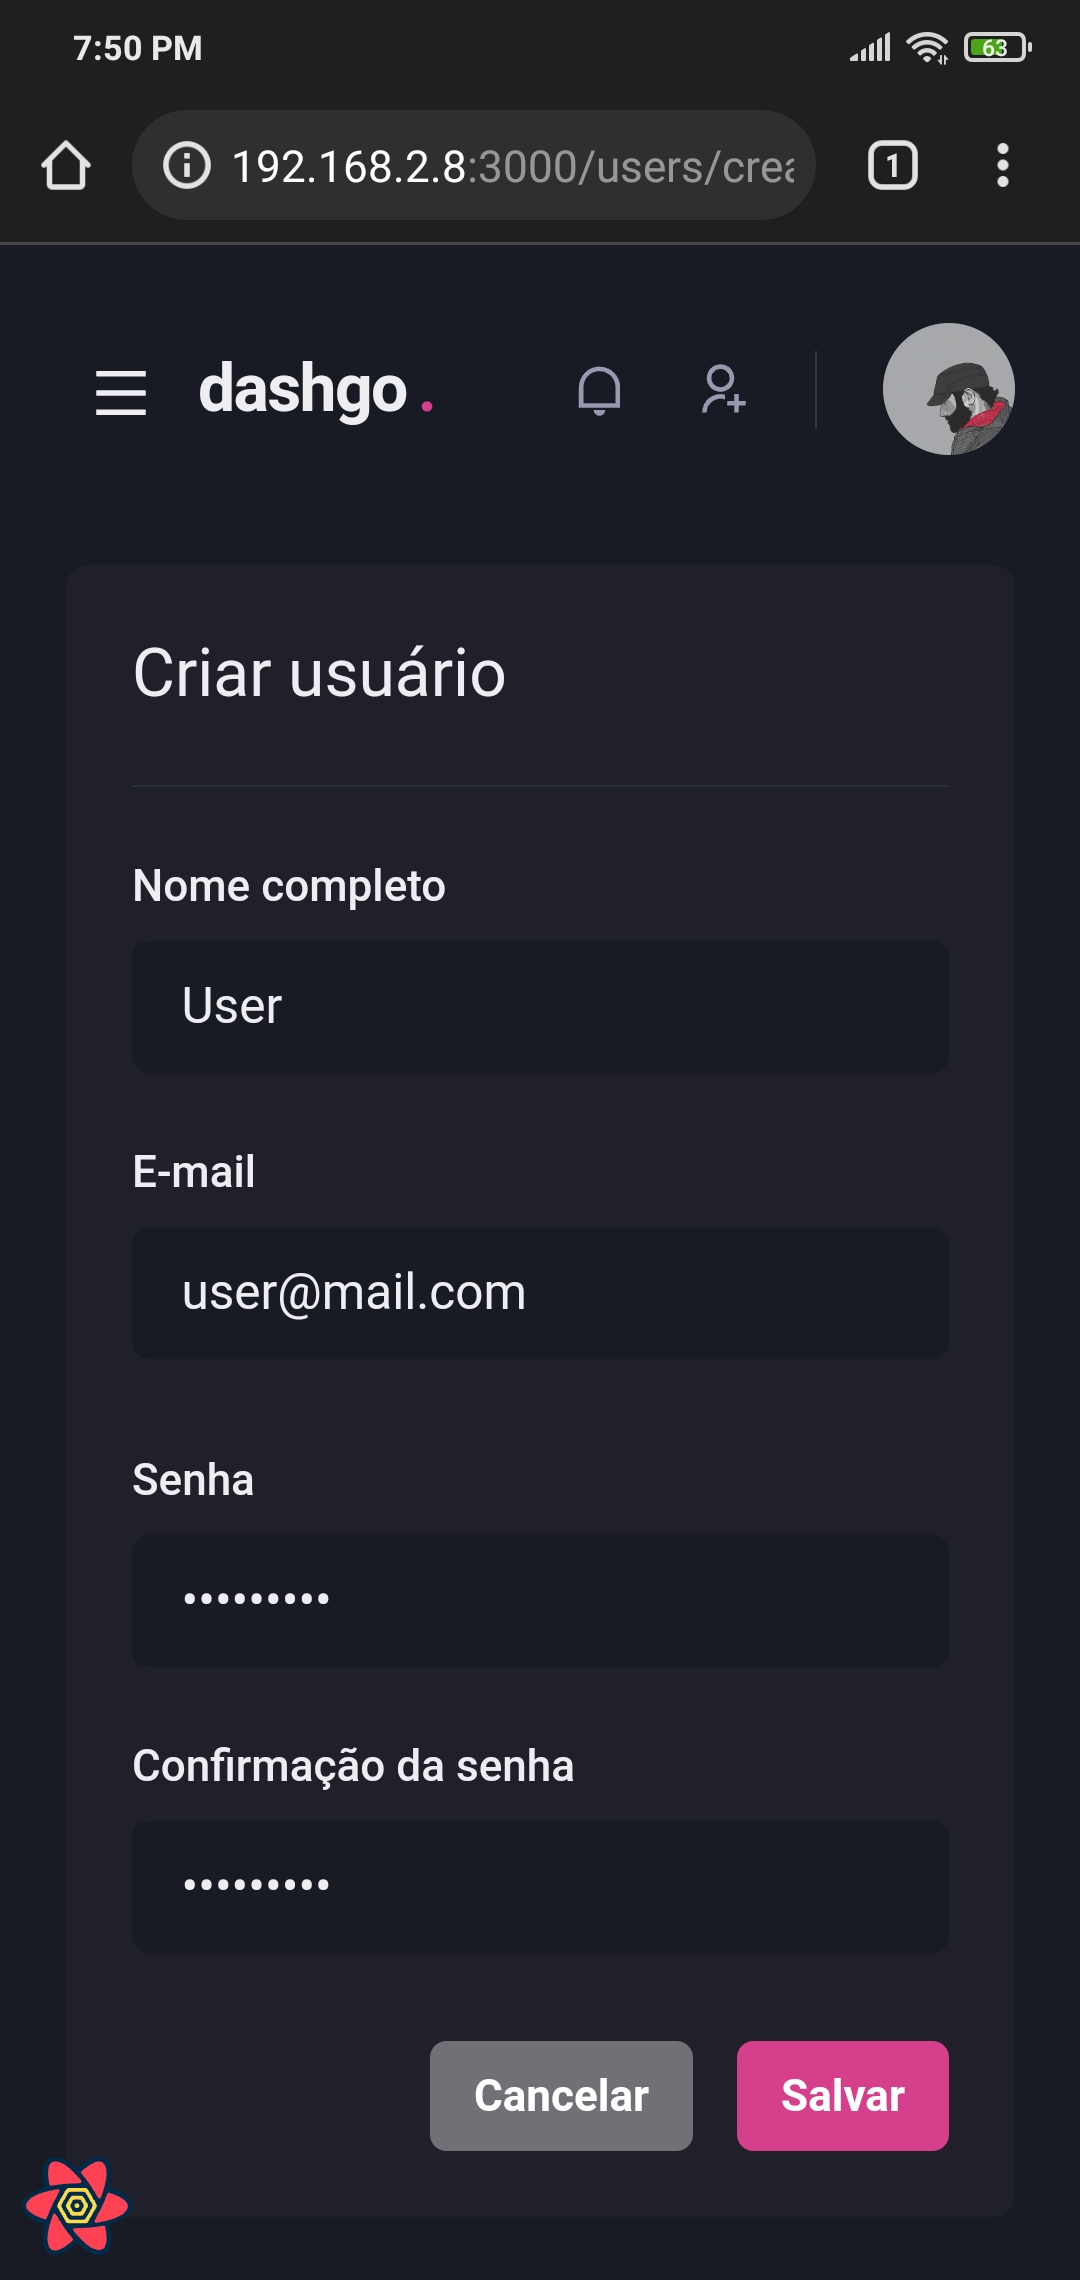 7:50 PM
63
192.168.2.8:3000/users/crea
1
dashgo.
Criar usuário
Nome completo
User
E-mail
user@mail.com
Senha
•••••••••
Confirmação da senha
•••••••••
Cancelar
Salvar